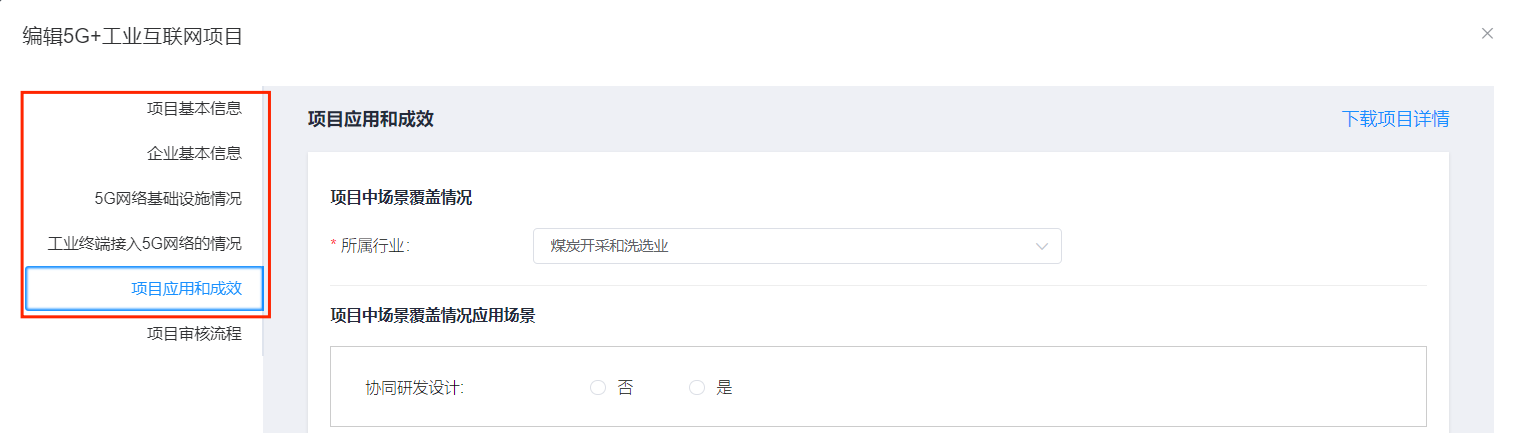 编辑5G+工业互联网项目
项目基本信息
企业基本信息
5G网络基础设施情况
工业终端接入5G网络的情况
项目应用和成效
项目审核流程
项目应用和成效
下载项目详情
项目中场景覆盖情况
* 所属行业:
煤炭开采和洗选业
项目中场景覆盖情况应用场景
协同研发设计: 否 是